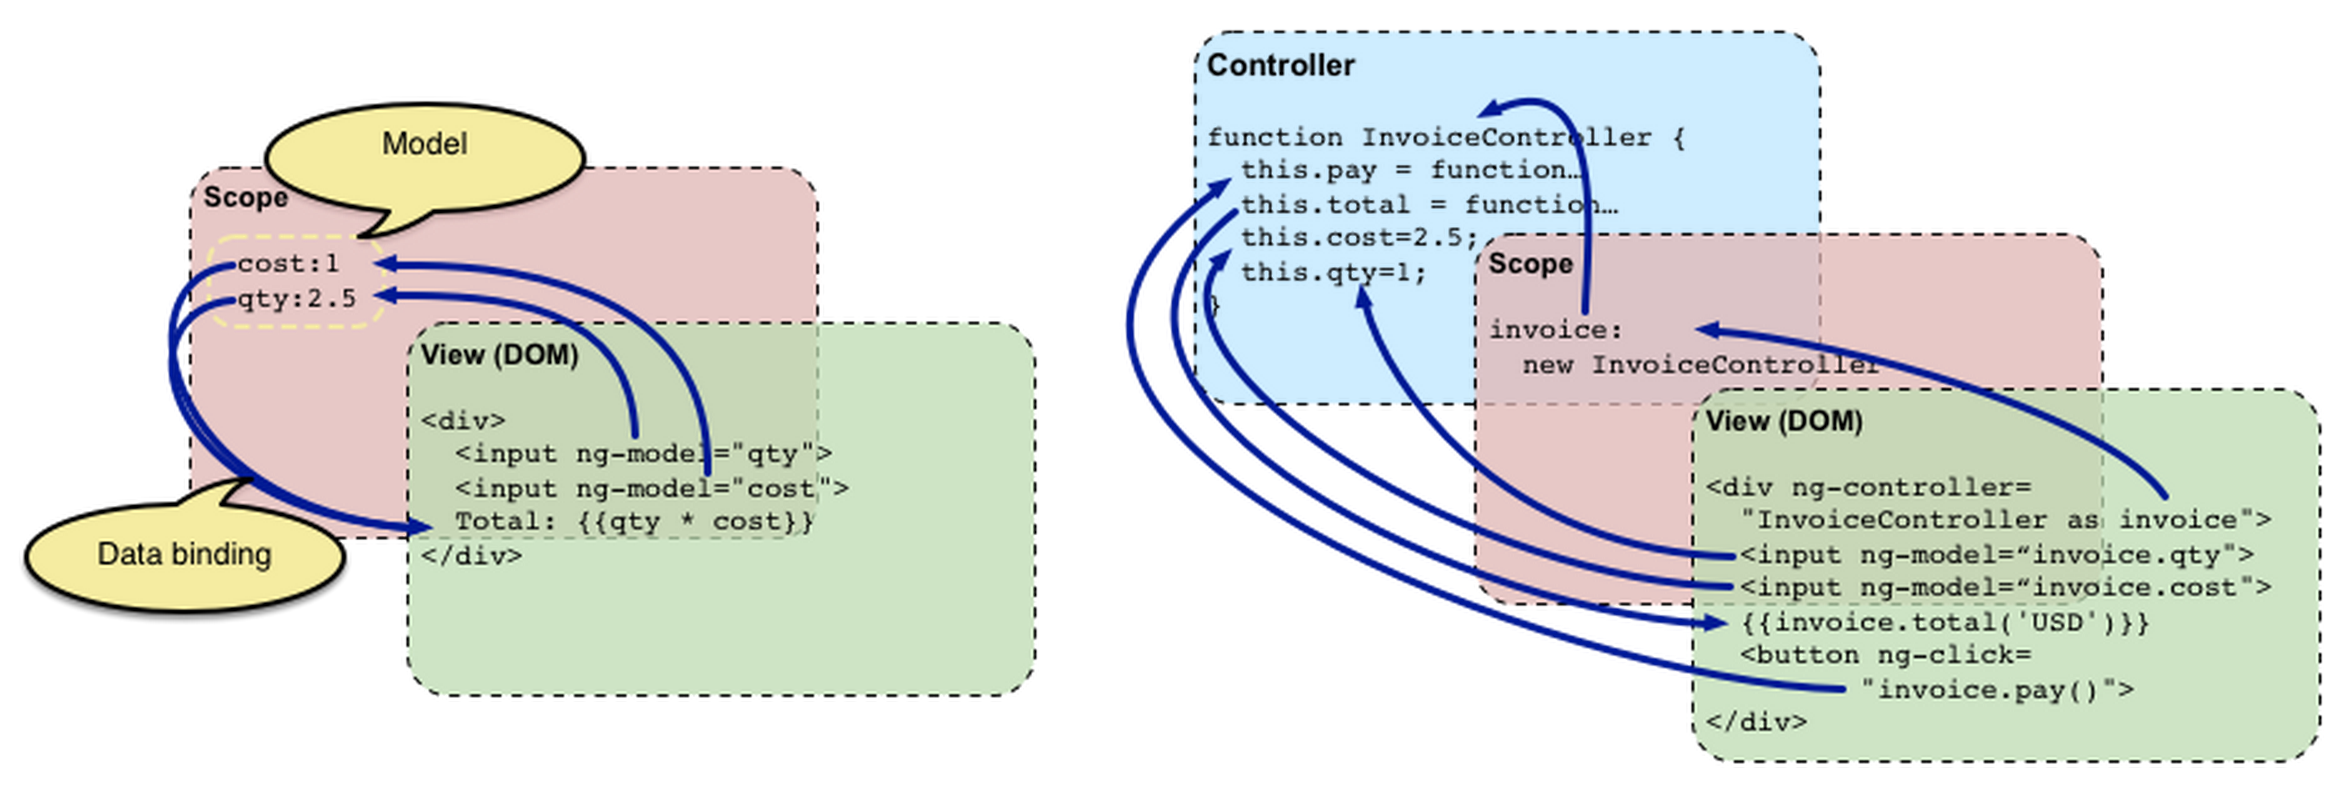 Model
Scope
cost:1
qty:2.5
View (DOM)
<div>
<input ng-model="qty">
<input ng-model="cost">
Total: {{qty * cost}}
</div>
Data binding
Controller
function InvoiceController {
this.pay = function…
this.total = function…
this.cost=2.5;
this.qty=1;
}
Scope
invoice:
new InvoiceController
View (DOM)
<div ng-controller=
"InvoiceController as invoice">
<input ng-model=“invoice.qty">
<input ng-model=“invoice.cost">
{{invoice.total('USD')}}
<button ng-click=
"invoice.pay()">
</div>